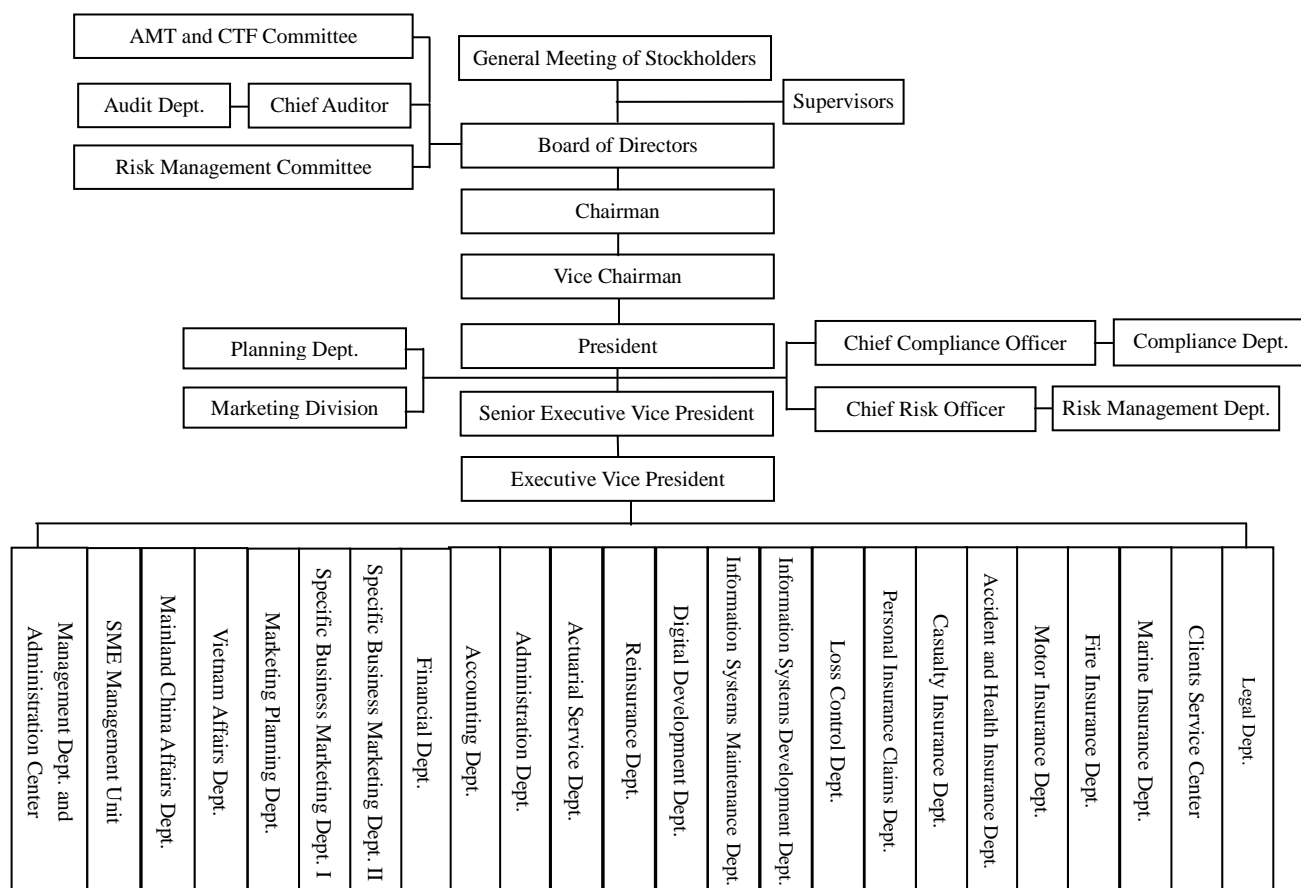 AMT and CTF Committee
General Meeting of Stockholders
Audit Dept.
Chief Auditor
Supervisors
Board of Directors
Risk Management Committee
Chairman
Vice Chairman
Planning Dept.
President
Chief Compliance Officer
Compliance Dept.
Marketing Division
Senior Executive Vice President
Chief Risk Officer
Risk Management Dept.
Executive Vice President
Management Dept. and
Administration Center
SME Management Unit
Mainland China Affairs Dept.
Vietnam Affairs Dept.
Marketing Planning Dept.
Specific Business Marketing Dept. I
Specific Business Marketing Dept. II
Financial Dept.
Accounting Dept.
Administration Dept.
Actuarial Service Dept.
Reinsurance Dept.
Digital Development Dept.
Information Systems Maintenance Dept.
Information Systems Development Dept.
Loss Control Dept.
Personal Insurance Claims Dept.
Casualty Insurance Dept.
Accident and Health Insurance Dept.
Motor Insurance Dept.
Fire Insurance Dept.
Marine Insurance Dept.
Clients Service Center
Legal Dept.